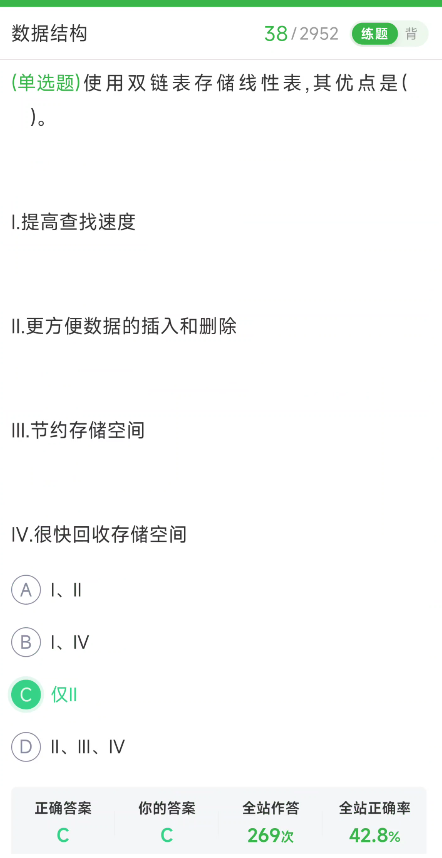 数据结构 38/2952 练题 背
(单选题)使用双链表存储线性表,其优点是(
)。
I.提高查找速度
II.更方便数据的插入和删除
III.节约存储空间
IV.很快回收存储空间
A I、II
B I、IV
C 仅II
D II、III、IV
正确答案 你的答案 全站作答 全站正确率
C C 269次 42.8%